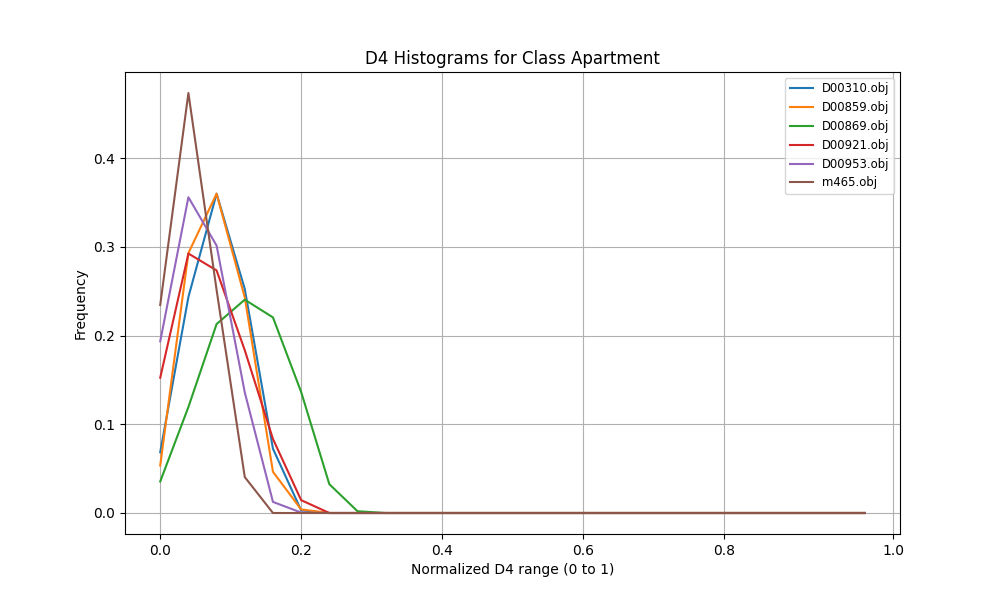 D4 Histograms for Class Apartment
D00310.obj
D00859.obj
D00869.obj
D00921.obj
D00953.obj
m465.obj
Frequency
0.4
0.3
0.2
0.1
0.0
0.0 0.2 0.4 0.6 0.8 1.0
Normalized D4 range (0 to 1)